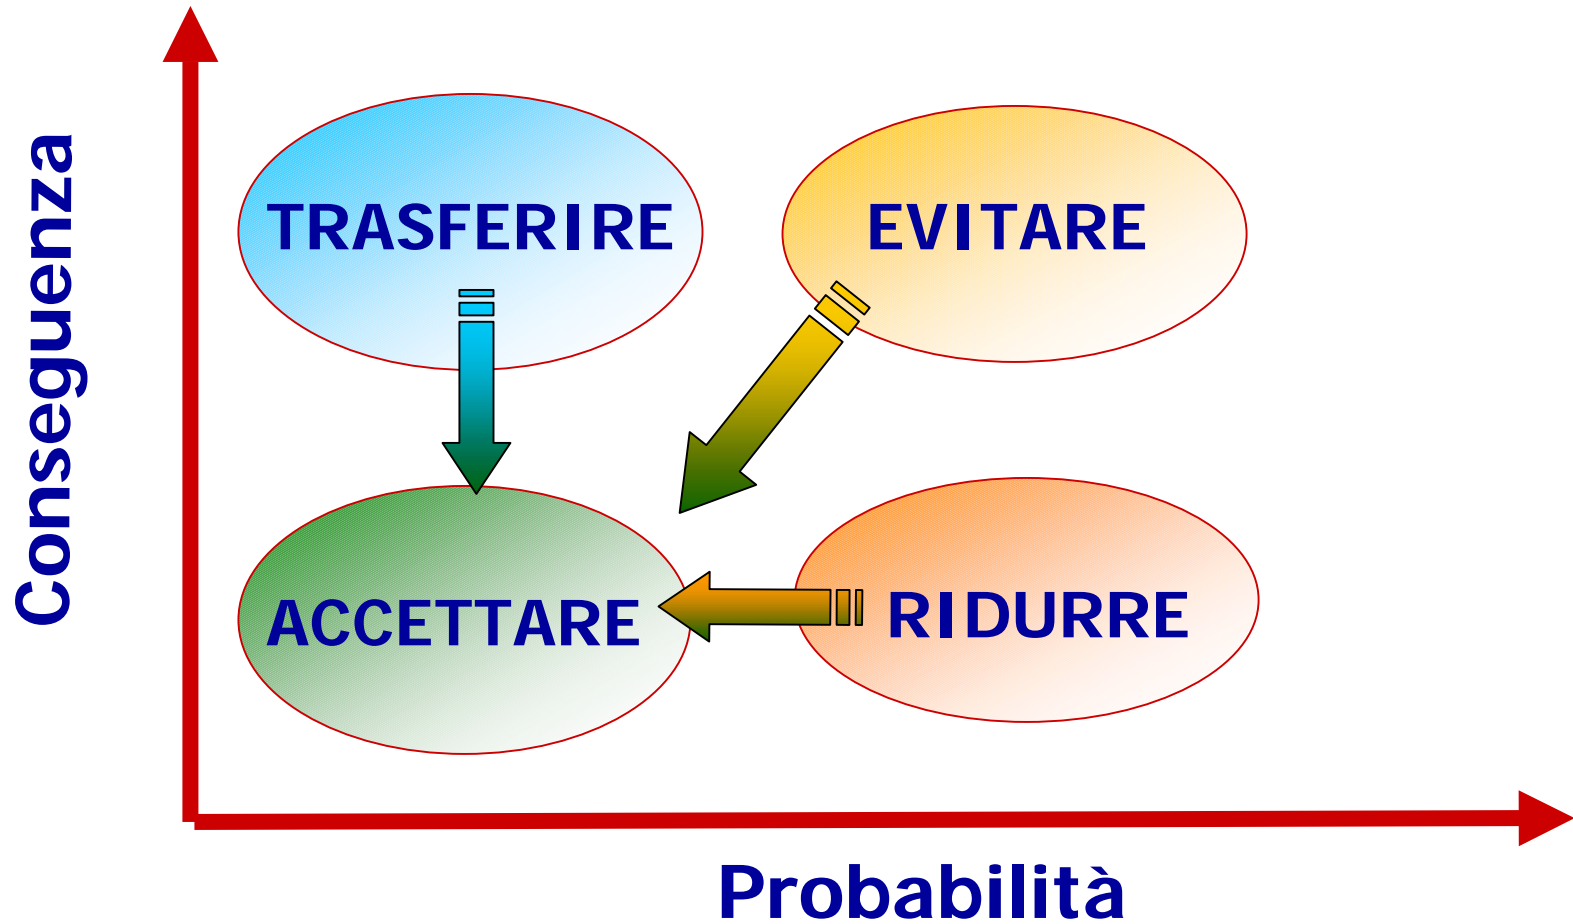 Conseguenza
TRASFERIRE
EVITARE
ACCETTARE
RIDURRE
Probabilità